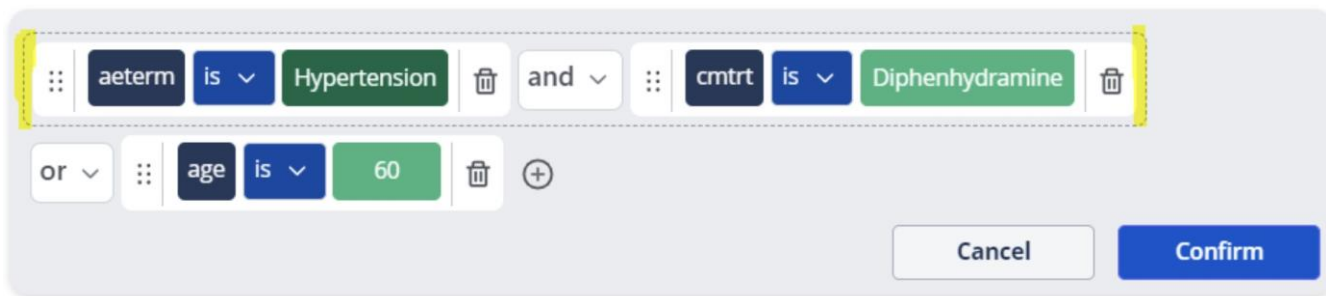 aeterm is Hypertension and cmtrt is Diphenhydramine
or age is 60
Cancel Confirm